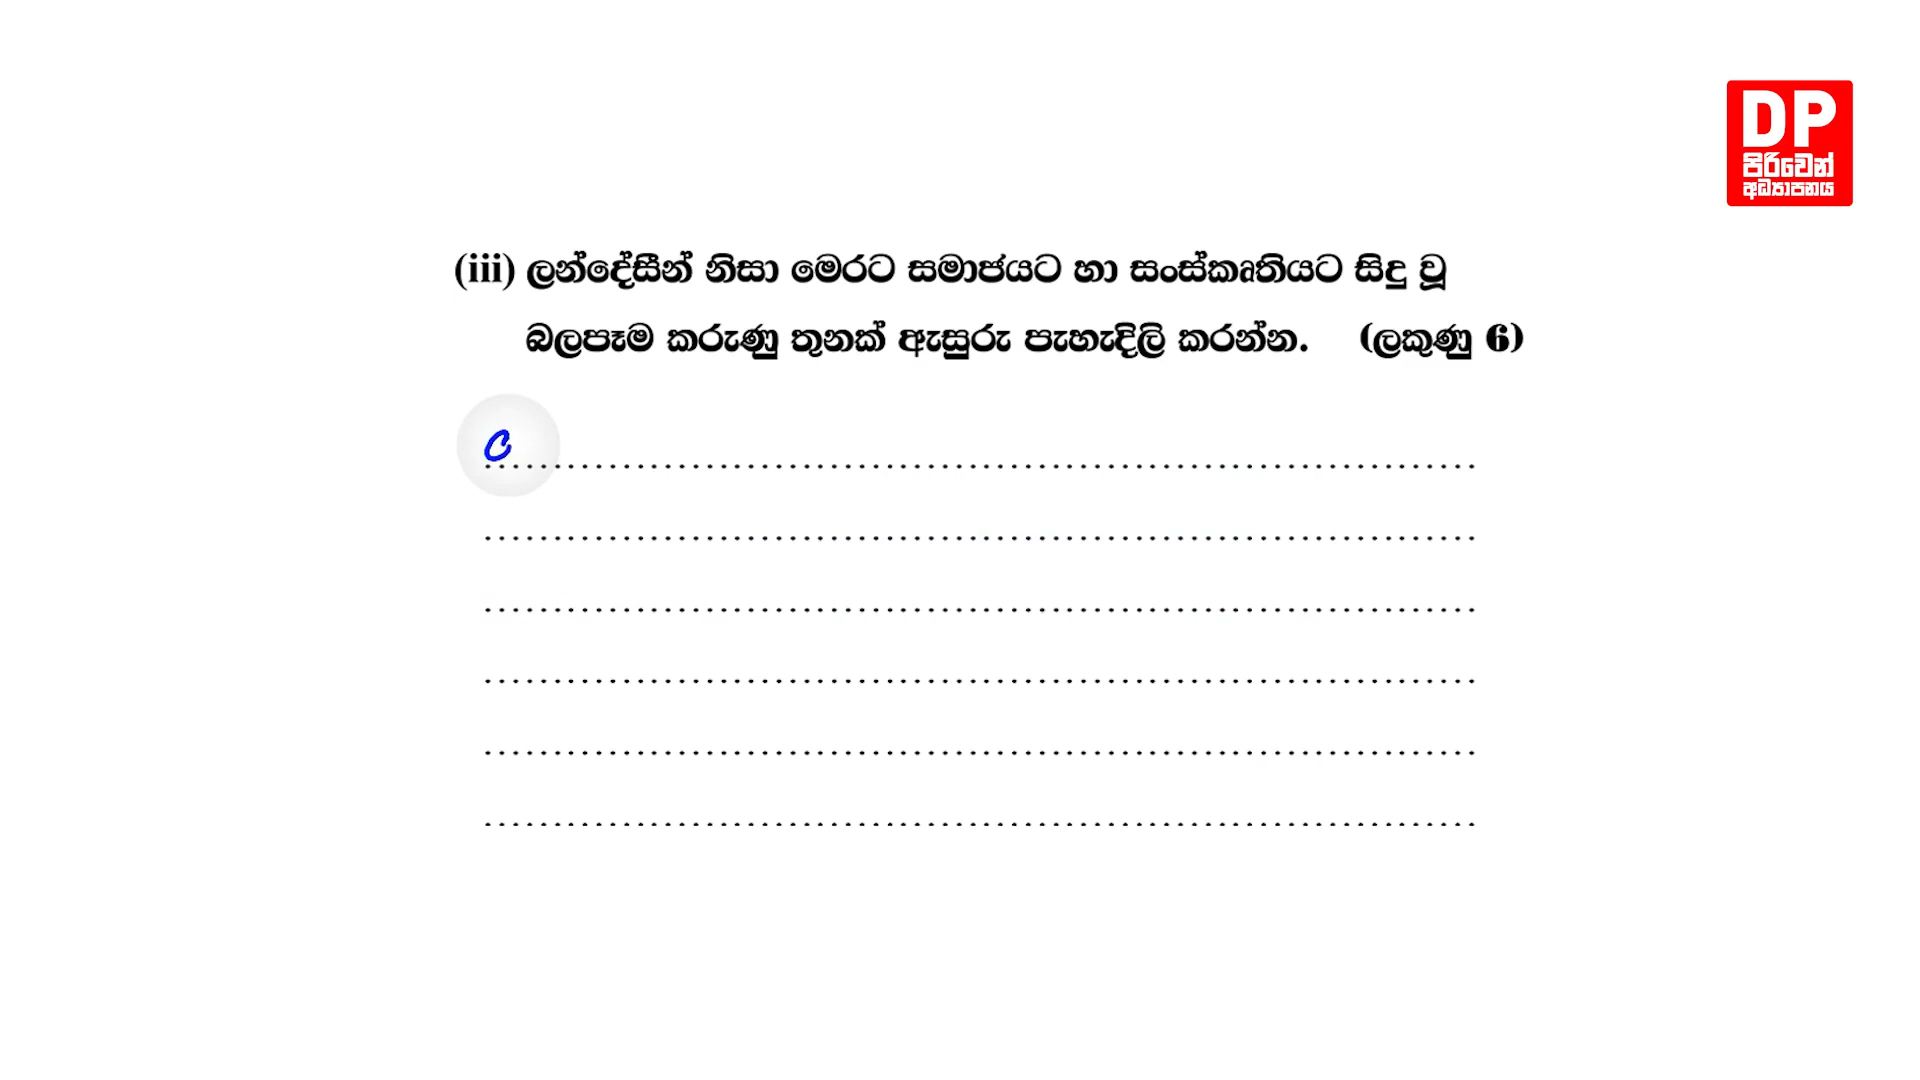 DP
පිරිවෙන්
අධ්‍යාපනය
(iii) ලන්දේසීන් නිසා මෙරට සමාජයට හා සංස්කෘතියට සිදු වූ
බලපෑම කරුණු තුනක් ඇසුරු පැහැදිලි කරන්න. (ලකුණු 6)